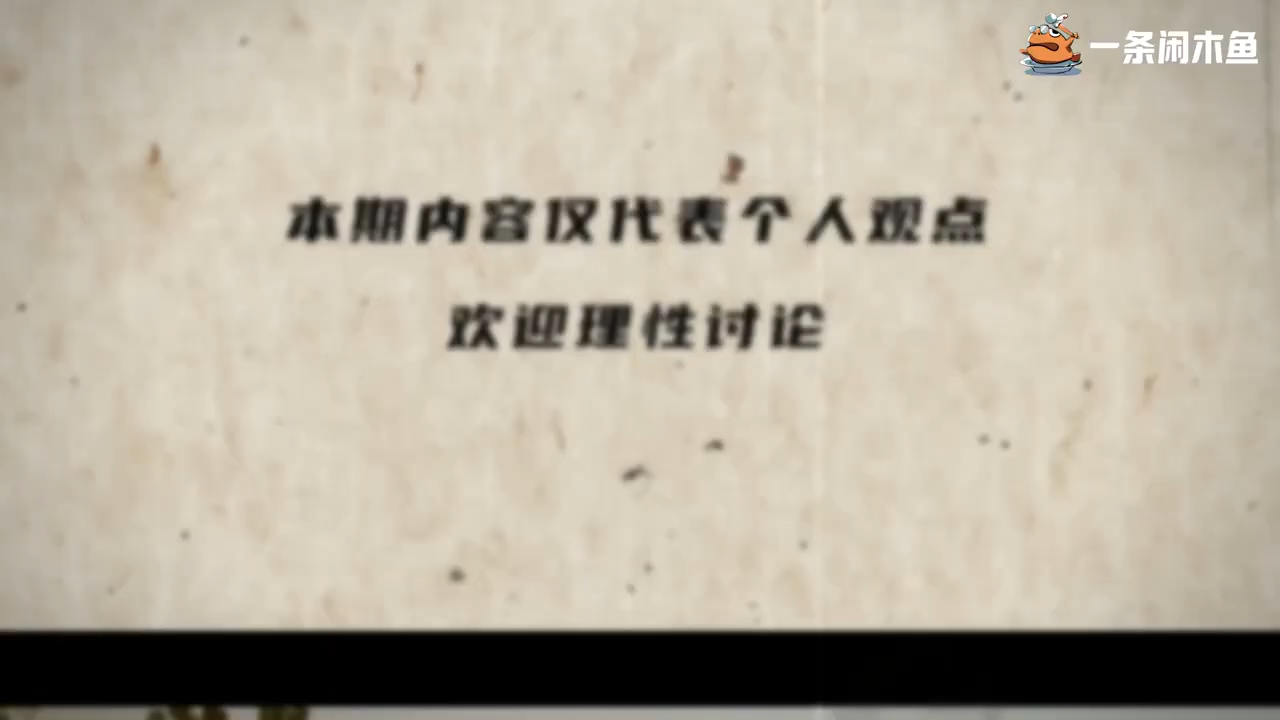 一条闲木鱼
本期内容仅代表个人观点
欢迎理性讨论